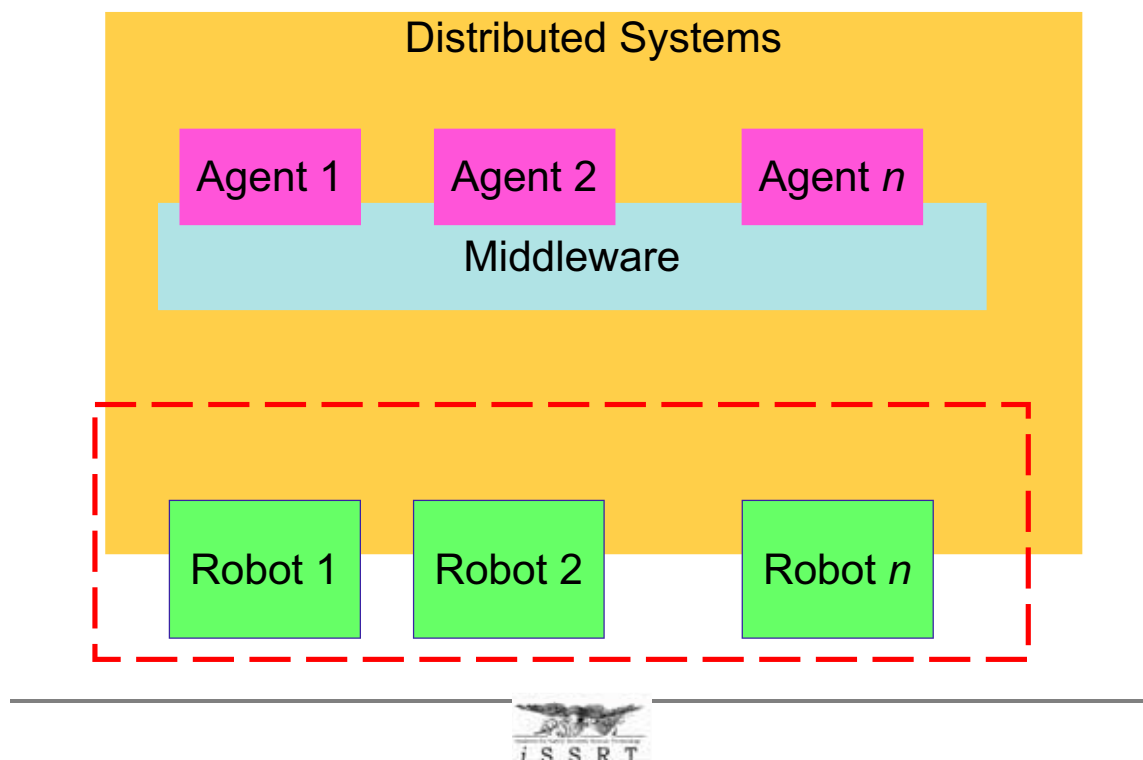 Distributed Systems
Agent 1 Agent 2 Agent n
Middleware
Robot 1 Robot 2 Robot n
i S S R T